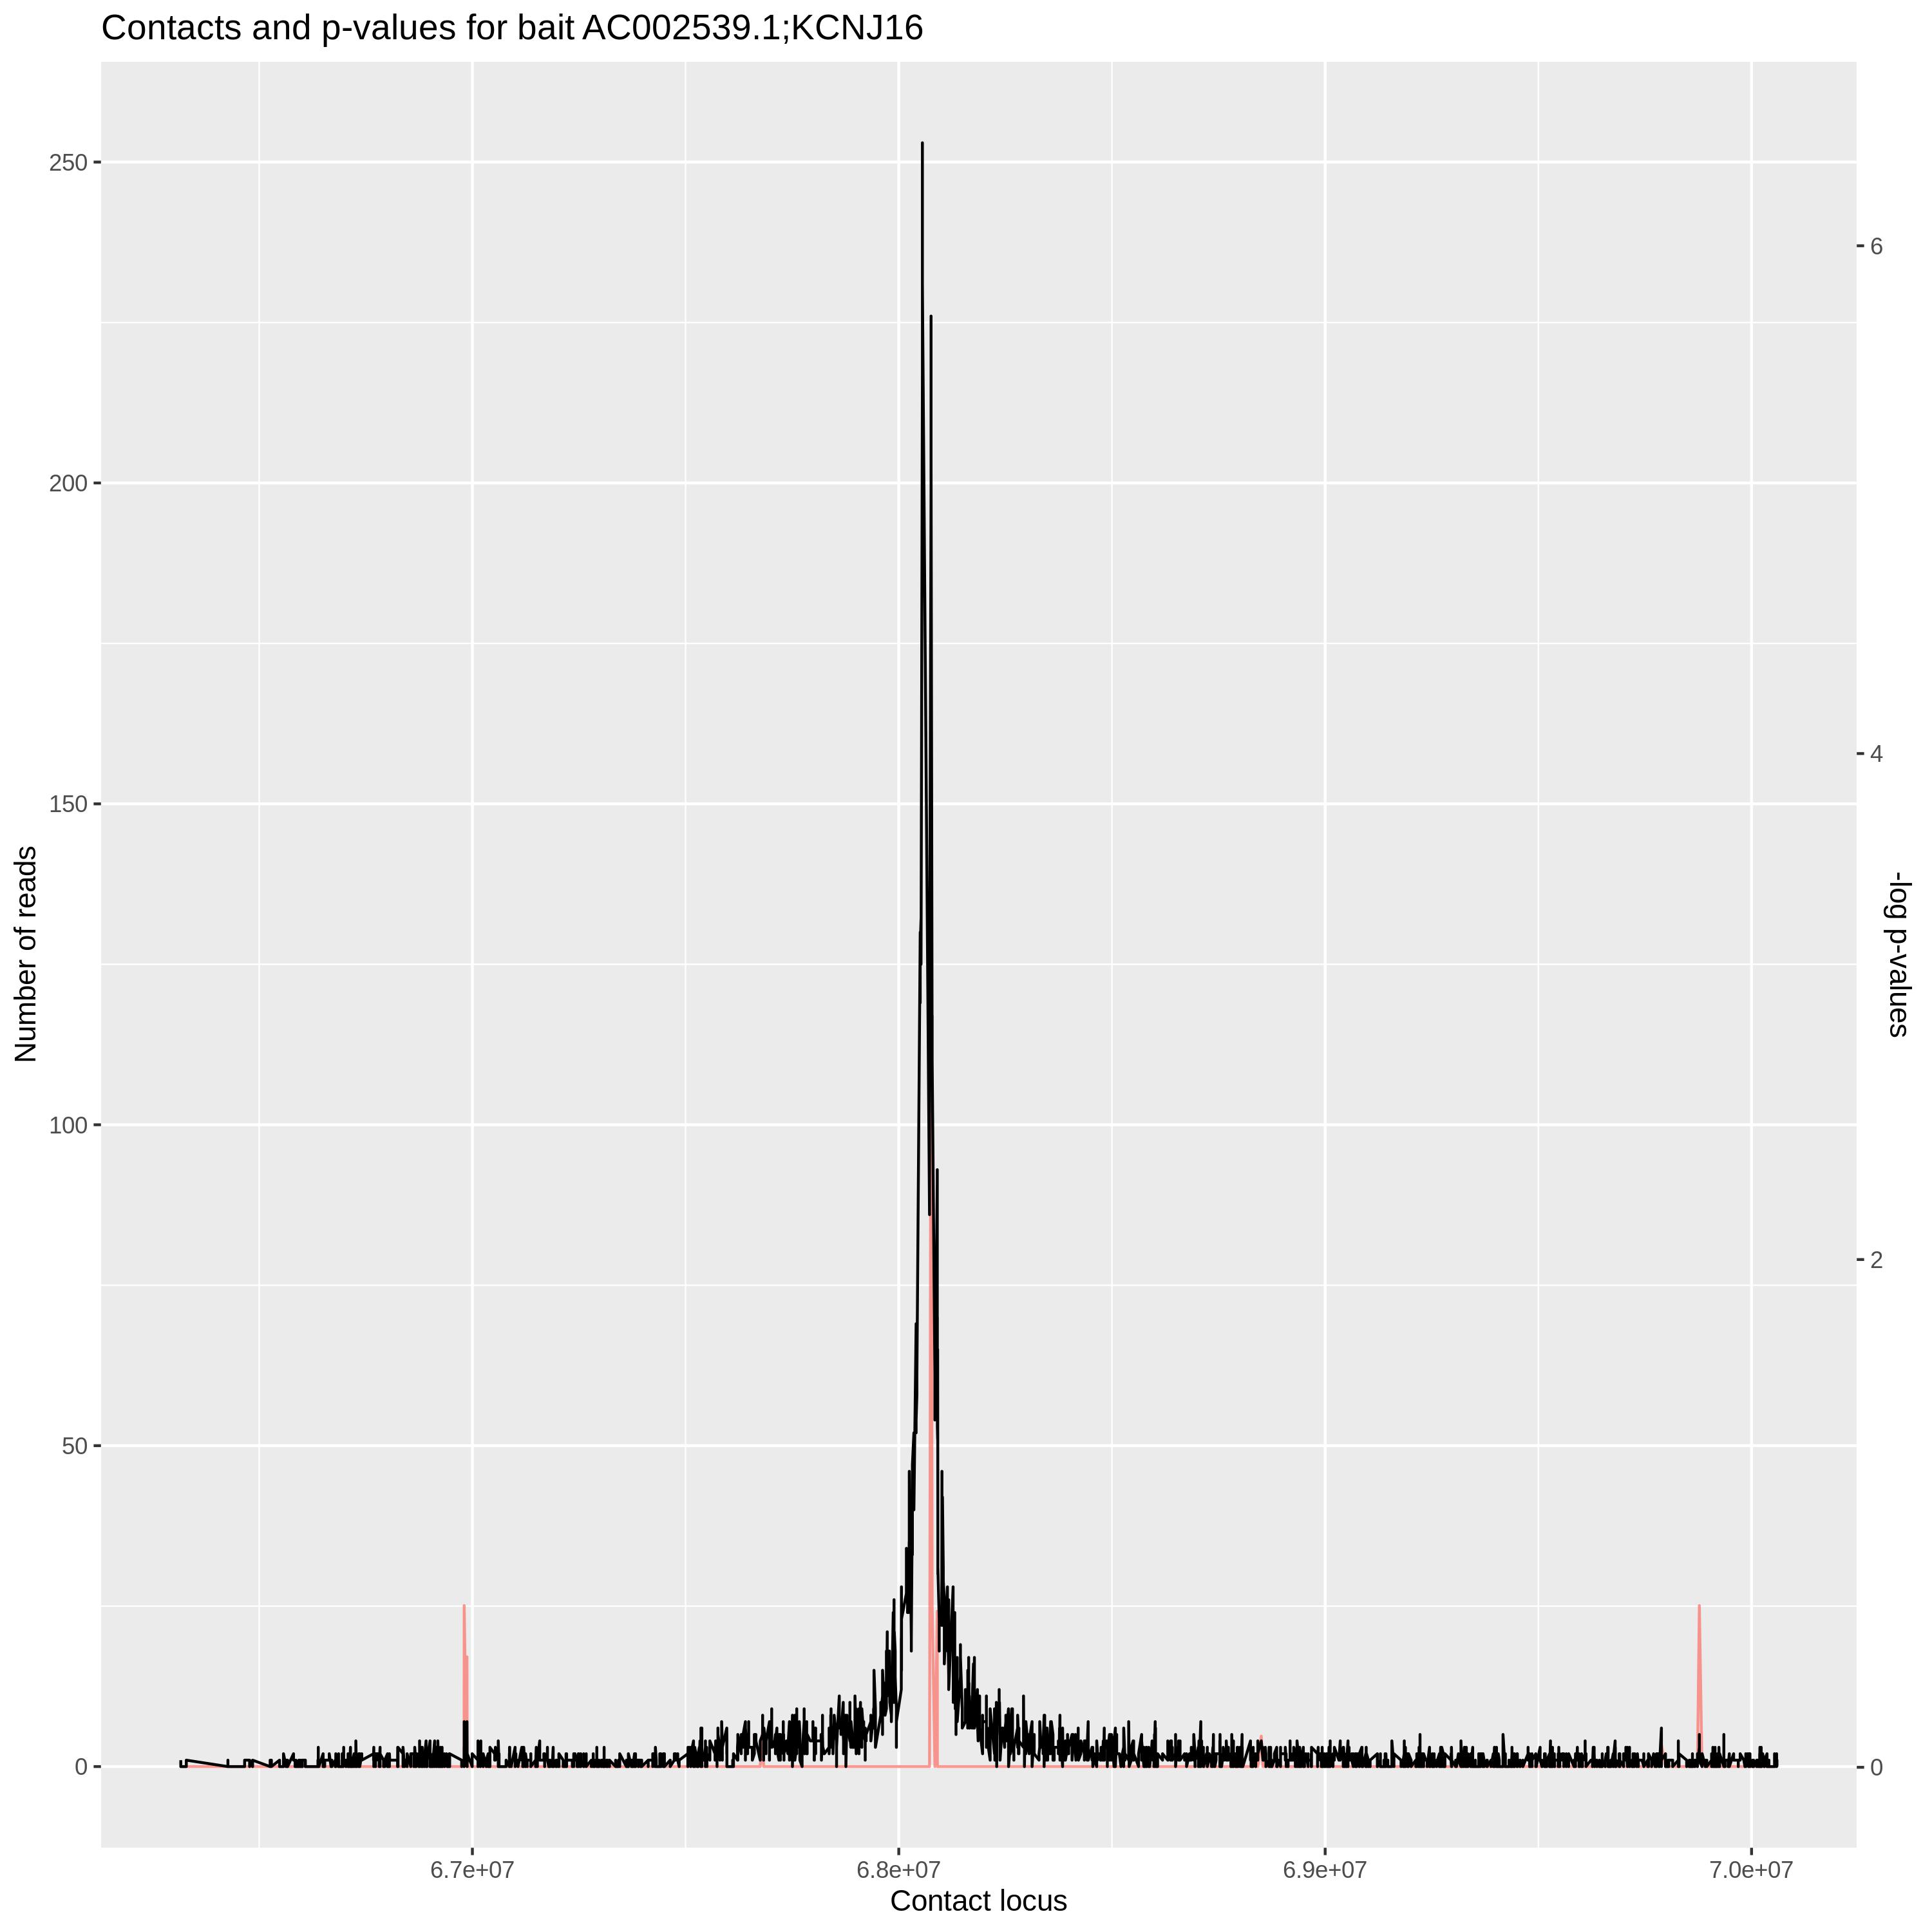 Contacts and p-values for bait AC002539.1;KCNJ16
250
200
150
100
50
0
Number of reads
6
4
2
0
-log p-values
6.7e+07
6.8e+07
6.9e+07
7.0e+07
Contact locus